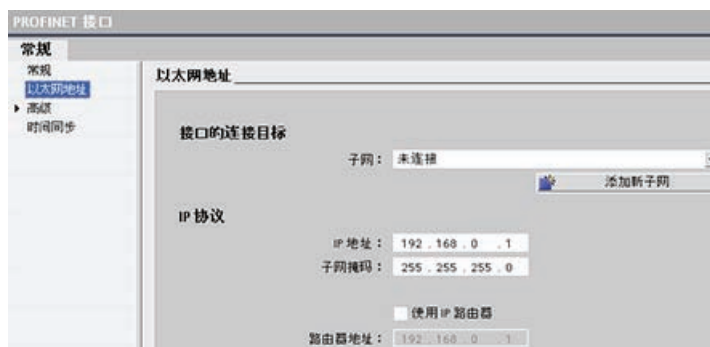 PROFINET 接口
常规
常规
以太网地址
高级
时间同步
以太网地址
接口的连接目标
子网： 未连接
添加新子网
IP 协议
IP 地址： 192 . 168 . 0 . 1
子网掩码： 255 . 255 . 255 . 0
使用 IP 路由器
路由器地址： 192 . 168 . 0 . 1